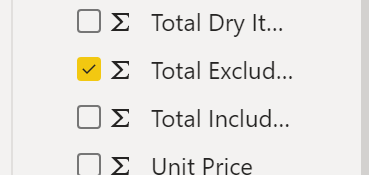 Σ Total Dry It...
Σ Total Exclud...
Σ Total Includ...
Σ Unit Price